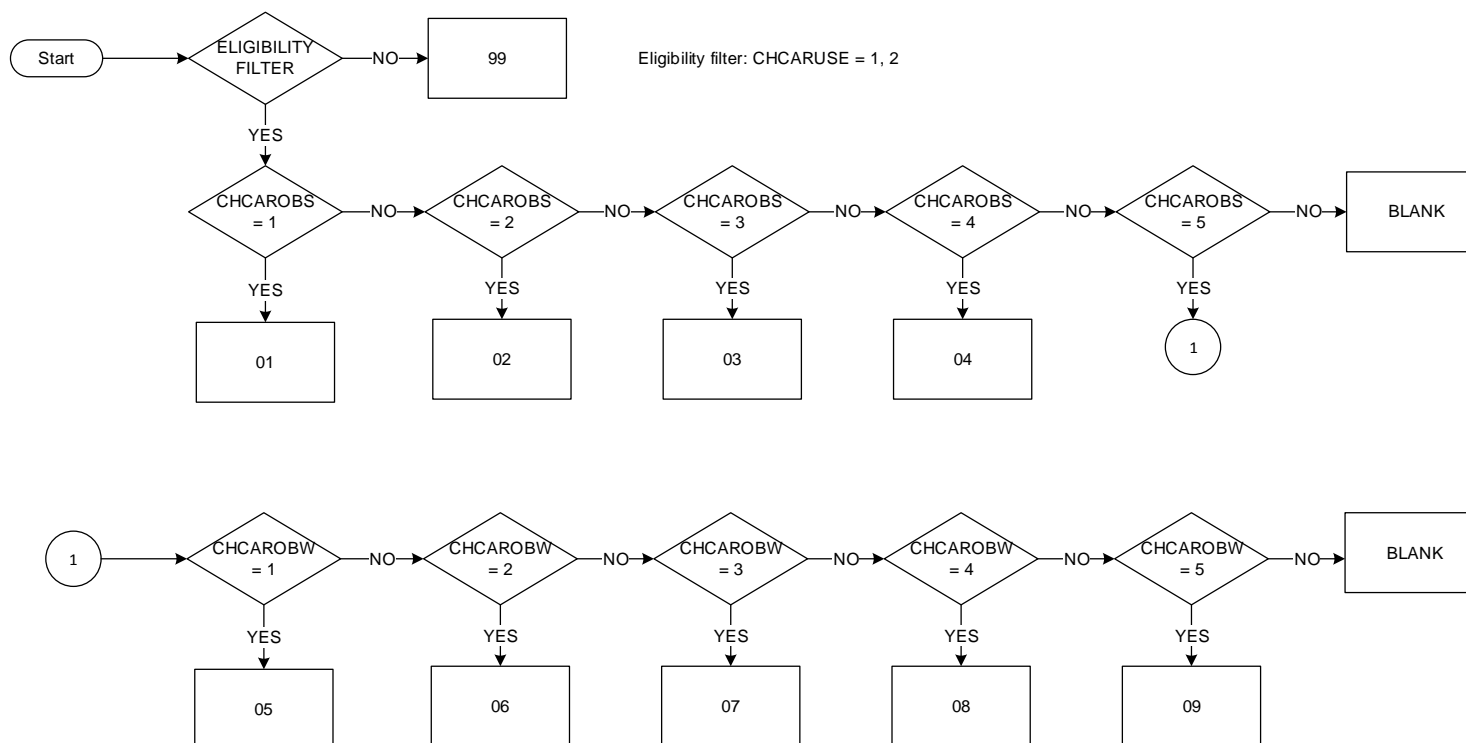 Start
ELIGIBILITY
FILTER
NO
99
Eligibility filter: CHCARUSE = 1, 2
YES
CHCAROBS
= 1
NO
CHCAROBS
= 2
NO
CHCAROBS
= 3
NO
CHCAROBS
= 4
NO
CHCAROBS
= 5
NO
BLANK
YES
YES
YES
YES
YES
01
02
03
04
1
1
CHCAROBW
= 1
NO
CHCAROBW
= 2
NO
CHCAROBW
= 3
NO
CHCAROBW
= 4
NO
CHCAROBW
= 5
NO
BLANK
YES
YES
YES
YES
YES
05
06
07
08
09